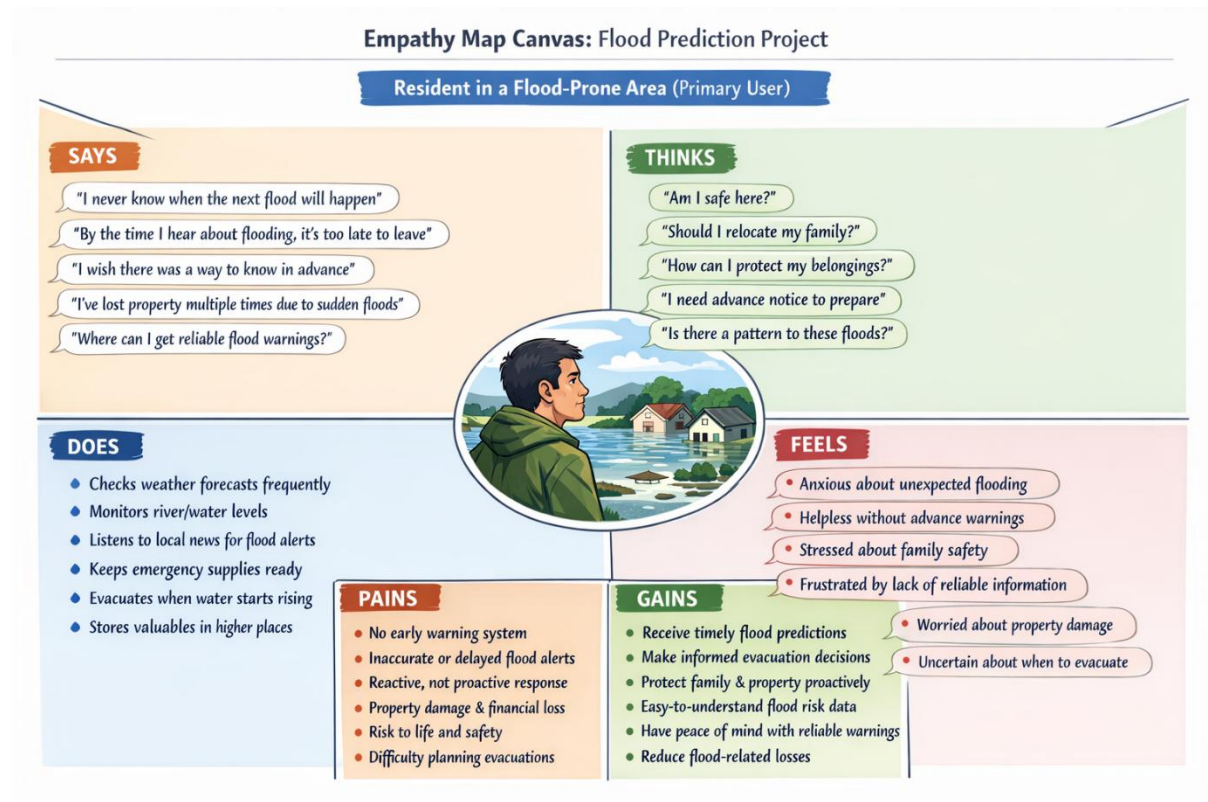 Empathy Map Canvas: Flood Prediction Project
Resident in a Flood-Prone Area (Primary User)
SAYS
"I never know when the next flood will happen"
"By the time I hear about flooding, it's too late to leave"
"I wish there was a way to know in advance"
"I've lost property multiple times due to sudden floods"
"Where can I get reliable flood warnings?"
THINKS
"Am I safe here?"
"Should I relocate my family?"
"How can I protect my belongings?"
"I need advance notice to prepare"
"Is there a pattern to these floods?"
DOES
Checks weather forecasts frequently
Monitors river/water levels
Listens to local news for flood alerts
Keeps emergency supplies ready
Evacuates when water starts rising
Stores valuables in higher places
FEELS
Anxious about unexpected flooding
Helpless without advance warnings
Stressed about family safety
Frustrated by lack of reliable information
Worried about property damage
Uncertain about when to evacuate
PAINS
No early warning system
Inaccurate or delayed flood alerts
Reactive, not proactive response
Property damage & financial loss
Risk to life and safety
Difficulty planning evacuations
GAINS
Receive timely flood predictions
Make informed evacuation decisions
Protect family & property proactively
Easy-to-understand flood risk data
Have peace of mind with reliable warnings
Reduce flood-related losses